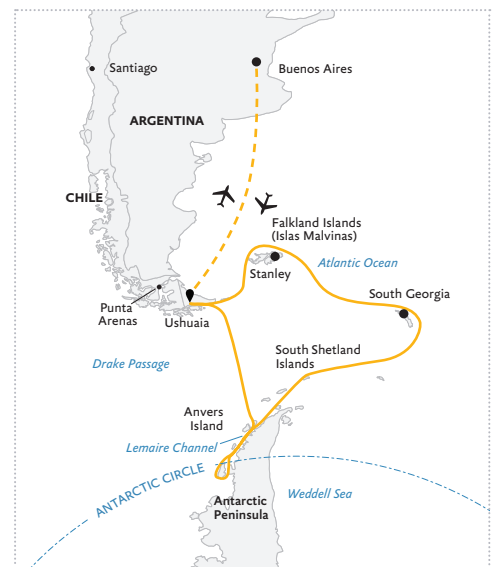 Santiago
Buenos Aires
ARGENTINA
CHILE
Falkland Islands
(Islas Malvinas)
Atlantic Ocean
Stanley
South Georgia
Punta
Arenas
Ushuaia
South Shetland
Islands
Drake Passage
Anvers
Island
Lemaire Channel
ANTARCTIC CIRCLE
Weddell Sea
Antarctic
Peninsula